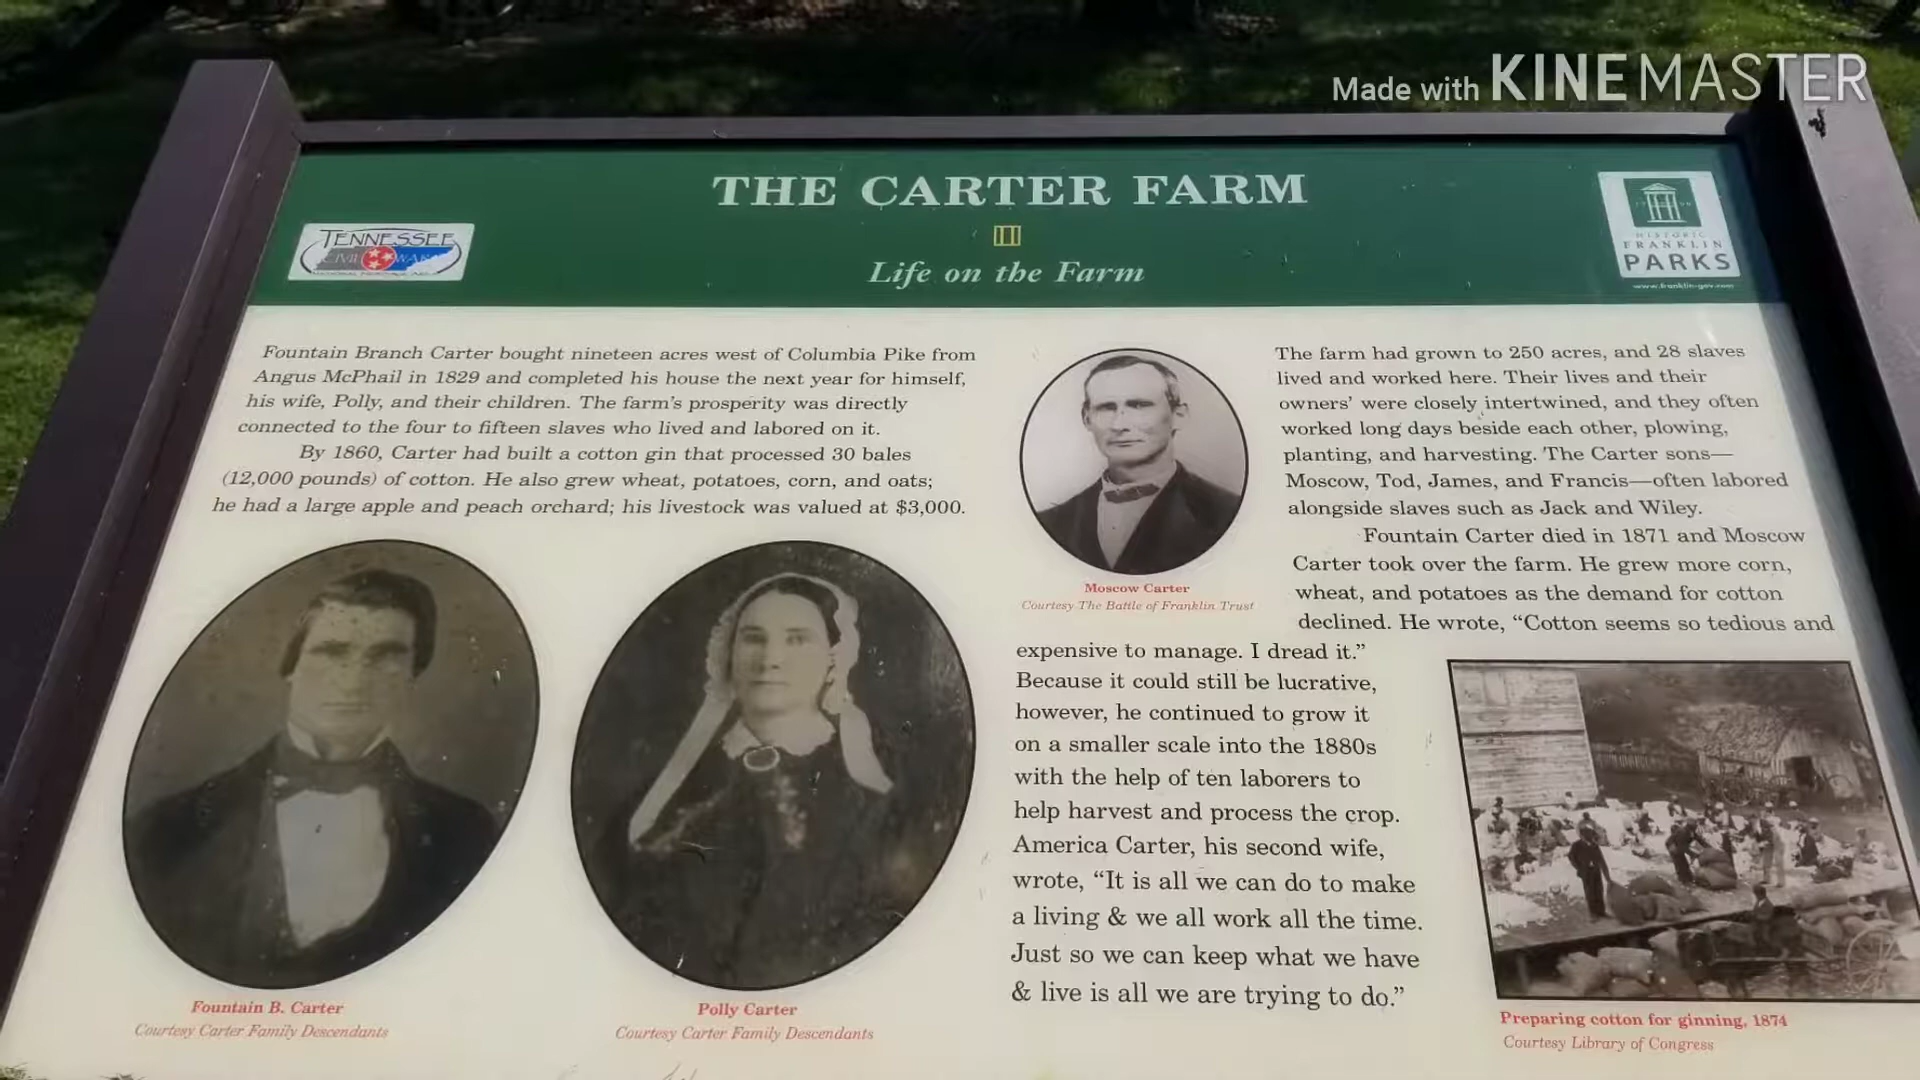 Made with KINEMASTER
THE CARTER FARM
Life on the Farm
TENNESSEE
CIVIL WAR
HISTORIC
FRANKLIN
PARKS
www.franklin-gov.com
Fountain Branch Carter bought nineteen acres west of Columbia Pike from
Angus McPhail in 1829 and completed his house the next year for himself,
his wife, Polly, and their children. The farm's prosperity was directly
connected to the four to fifteen slaves who lived and labored on it.
By 1860, Carter had built a cotton gin that processed 30 bales
(12,000 pounds) of cotton. He also grew wheat, potatoes, corn, and oats;
he had a large apple and peach orchard; his livestock was valued at $3,000.
Fountain B. Carter
Courtesy Carter Family Descendants
Polly Carter
Courtesy Carter Family Descendants
Moscow Carter
Courtesy The Battle of Franklin Trust
The farm had grown to 250 acres, and 28 slaves
lived and worked here. Their lives and their
owners' were closely intertwined, and they often
worked long days beside each other, plowing,
planting, and harvesting. The Carter sons—
Moscow, Tod, James, and Francis—often labored
alongside slaves such as Jack and Wiley.
Fountain Carter died in 1871 and Moscow
Carter took over the farm. He grew more corn,
wheat, and potatoes as the demand for cotton
declined. He wrote, “Cotton seems so tedious and
expensive to manage. I dread it.”
Because it could still be lucrative,
however, he continued to grow it
on a smaller scale into the 1880s
with the help of ten laborers to
help harvest and process the crop.
America Carter, his second wife,
wrote, “It is all we can do to make
a living & we all work all the time.
Just so we can keep what we have
& live is all we are trying to do.”
Preparing cotton for ginning, 1874
Courtesy Library of Congress